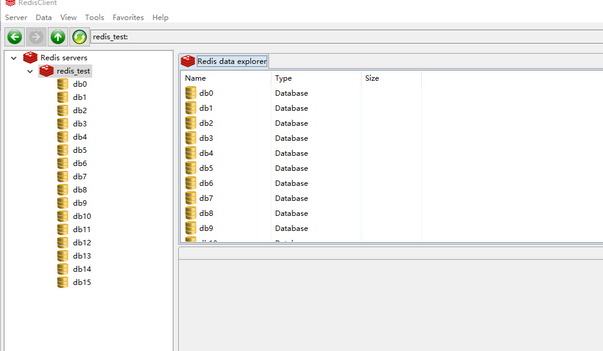 RedisClient
Server Data View Tools Favorites Help
redis_test:
Redis servers
redis_test
db0
db1
db2
db3
db4
db5
db6
db7
db8
db9
db10
db11
db12
db13
db14
db15
Redis data explorer
Name Type Size
db0 Database
db1 Database
db2 Database
db3 Database
db4 Database
db5 Database
db6 Database
db7 Database
db8 Database
db9 Database